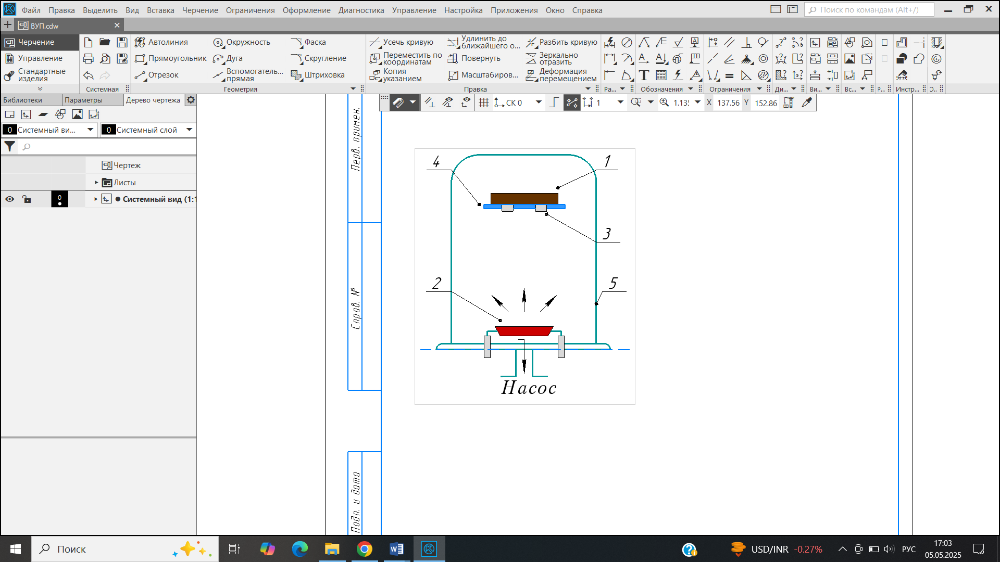 Файл Правка Выделить Вид Вставка Черчение Ограничения Оформление Диагностика Управление Настройка Приложения Окно Справка
Поиск по командам (Alt+/)
ВУП.cdw
Черчение
Управление
Стандартные
изделия
Системная
Автолиния
Прямоугольник
Отрезок
Окружность
Дуга
Вспомогатель...
прямая
Фаска
Скругление
Штриховка
Геометрия
Усечь кривую
Переместить по
координатам
Копия
указанием
Удлинить до
ближайшего о...
Повернуть
Масштабиров...
Разбить кривую
Зеркально
отразить
Деформация
перемещением
Правка
Ра...
Обозначения
Ограничения
Ди...
Ви...
Вс...
Р...
Инстр...
Э..
Библиотеки
Параметры
Дерево чертежа
СК 0
1
1.13
X 137.56 Y 152.86
0 Системный ви...
0 Системный слой
Чертеж
Листы
0
Системный вид (1:1
Перв. примен.
Справ. №
Подп. и дата
4
1
3
2
5
Насос
Поиск
USD/INR -0.27%
РУС
17:03
05.05.2025